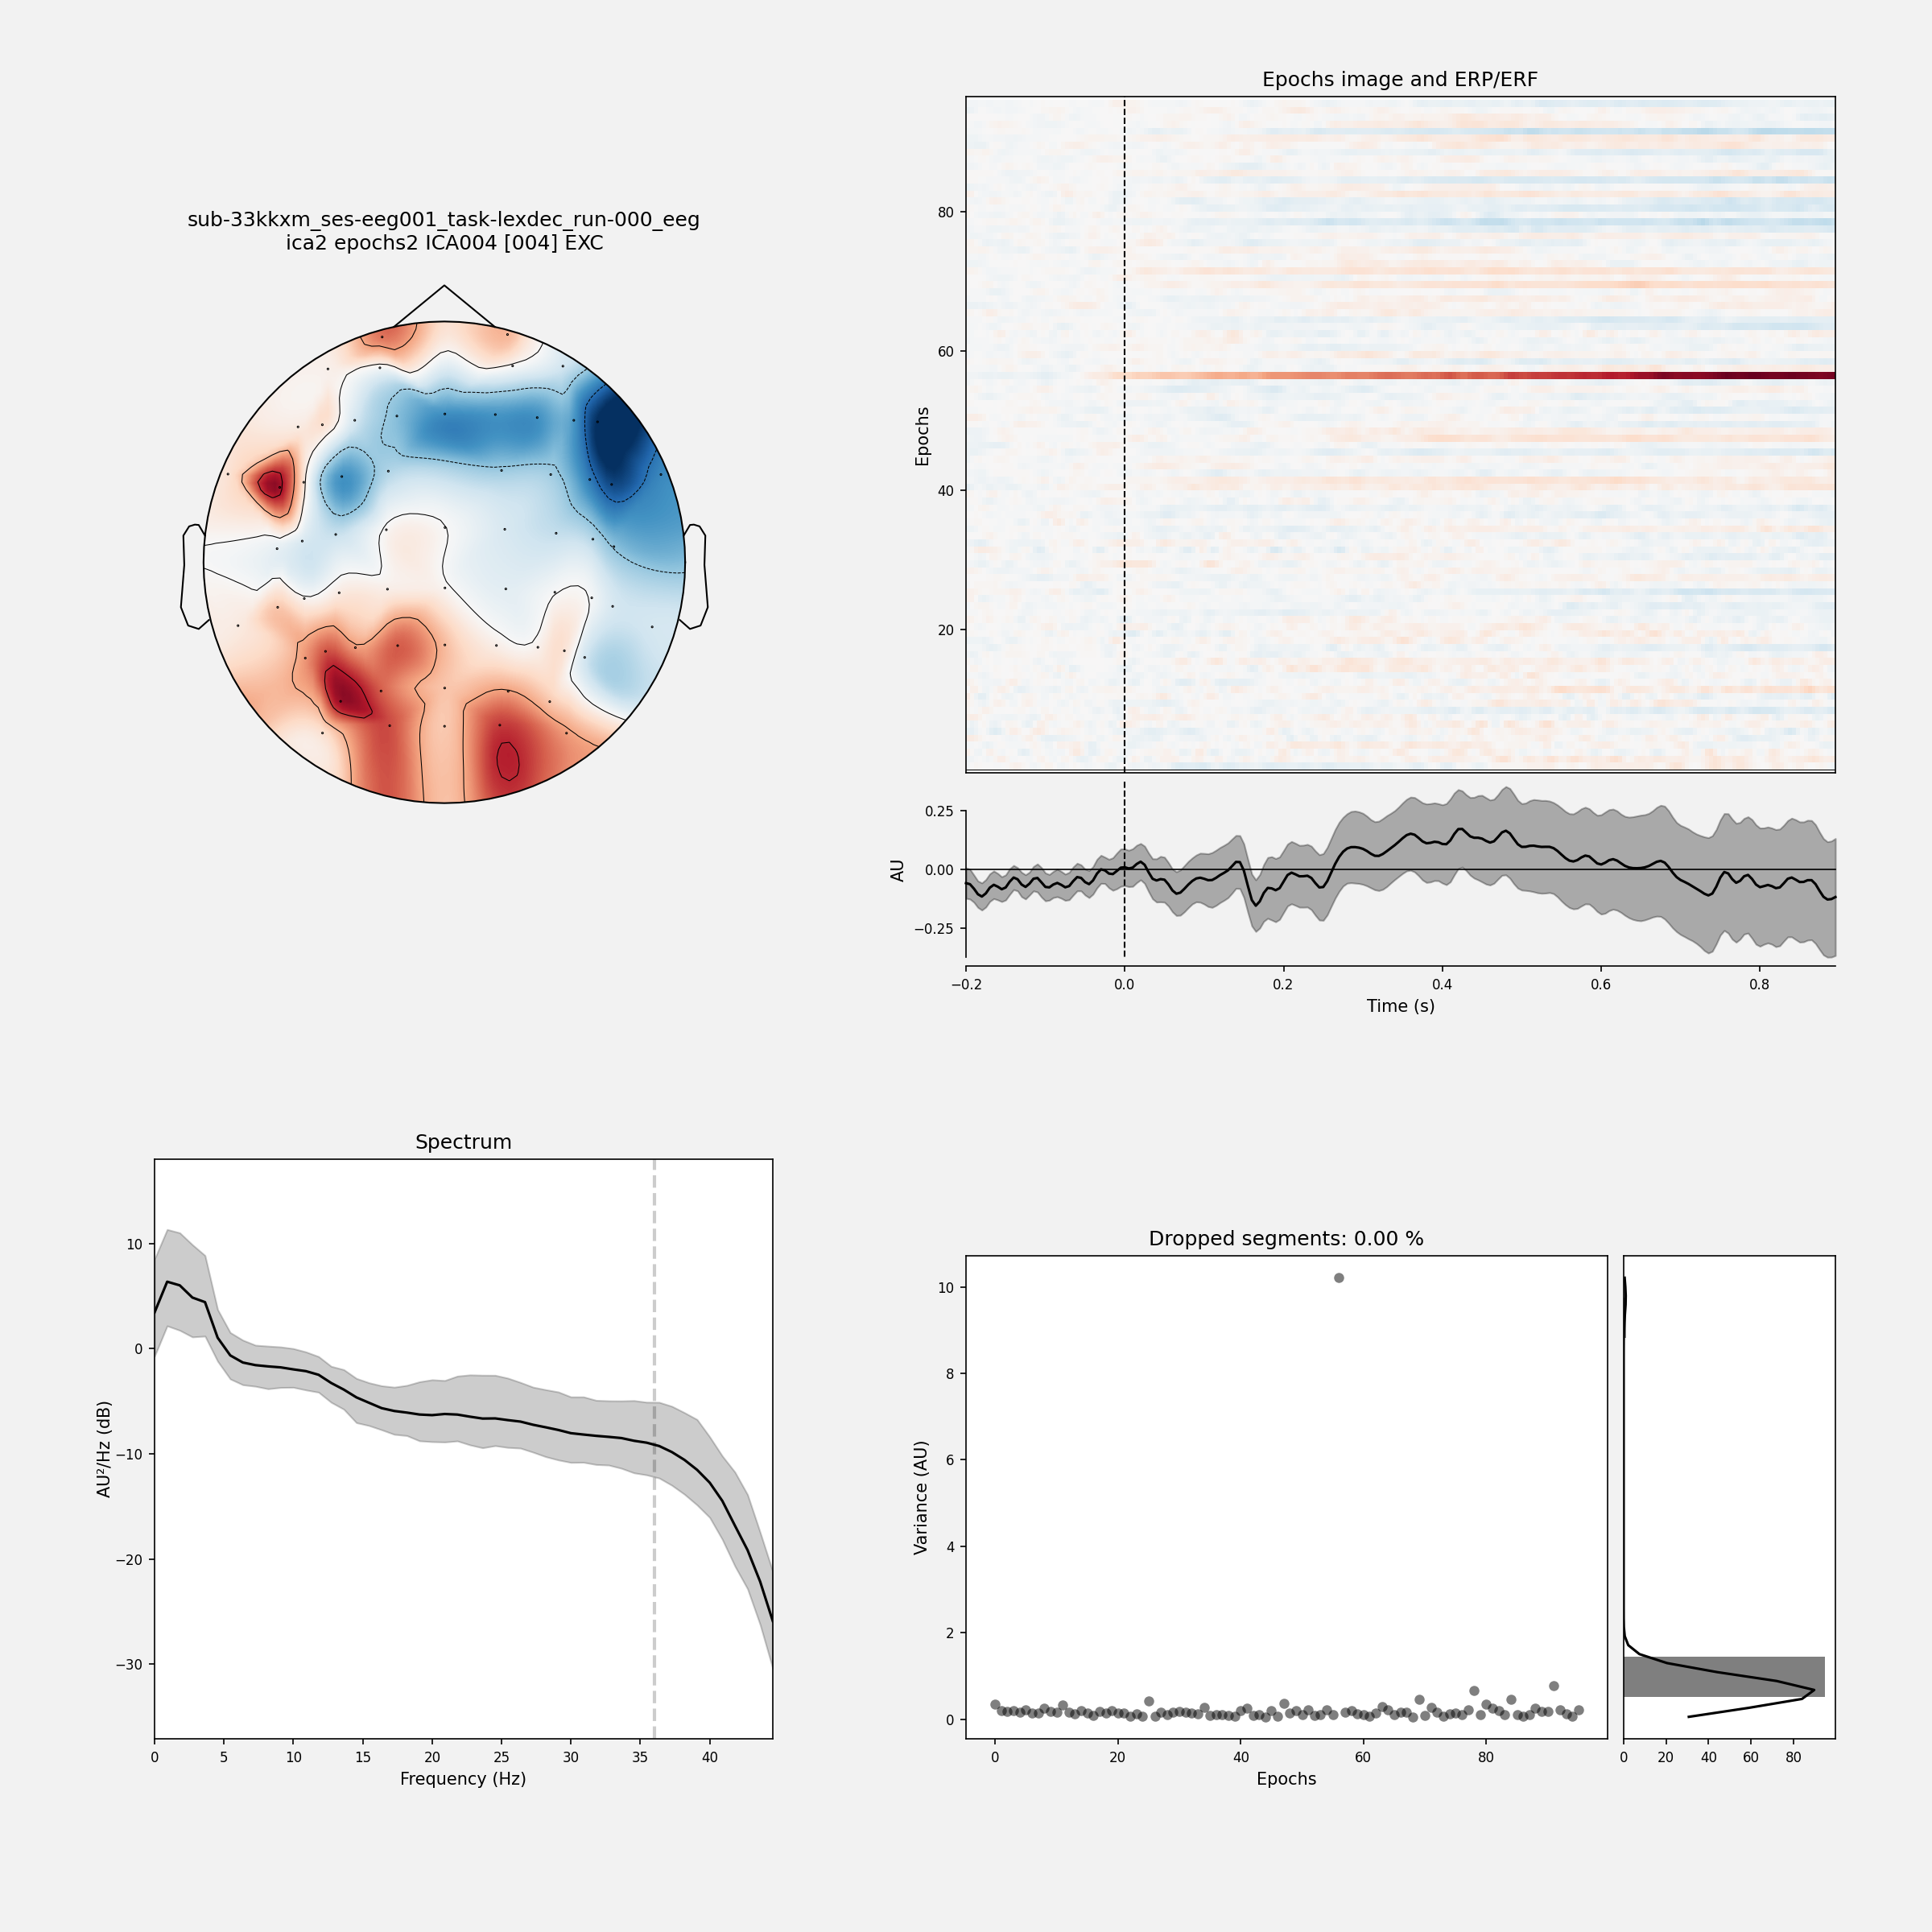 sub-33kkxm_ses-eeg001_task-lexdec_run-000_eeg
ica2 epochs2 ICA004 [004] EXC
Epochs image and ERP/ERF
Epochs
80
60
40
20
AU
0.25
0.00
−0.25
−0.2 0.0 0.2 0.4 0.6 0.8
Time (s)
Spectrum
AU²/Hz (dB)
10
0
−10
−20
−30
0 5 10 15 20 25 30 35 40
Frequency (Hz)
Dropped segments: 0.00 %
Variance (AU)
10
8
6
4
2
0
0 20 40 60 80
Epochs
0 20 40 60 80